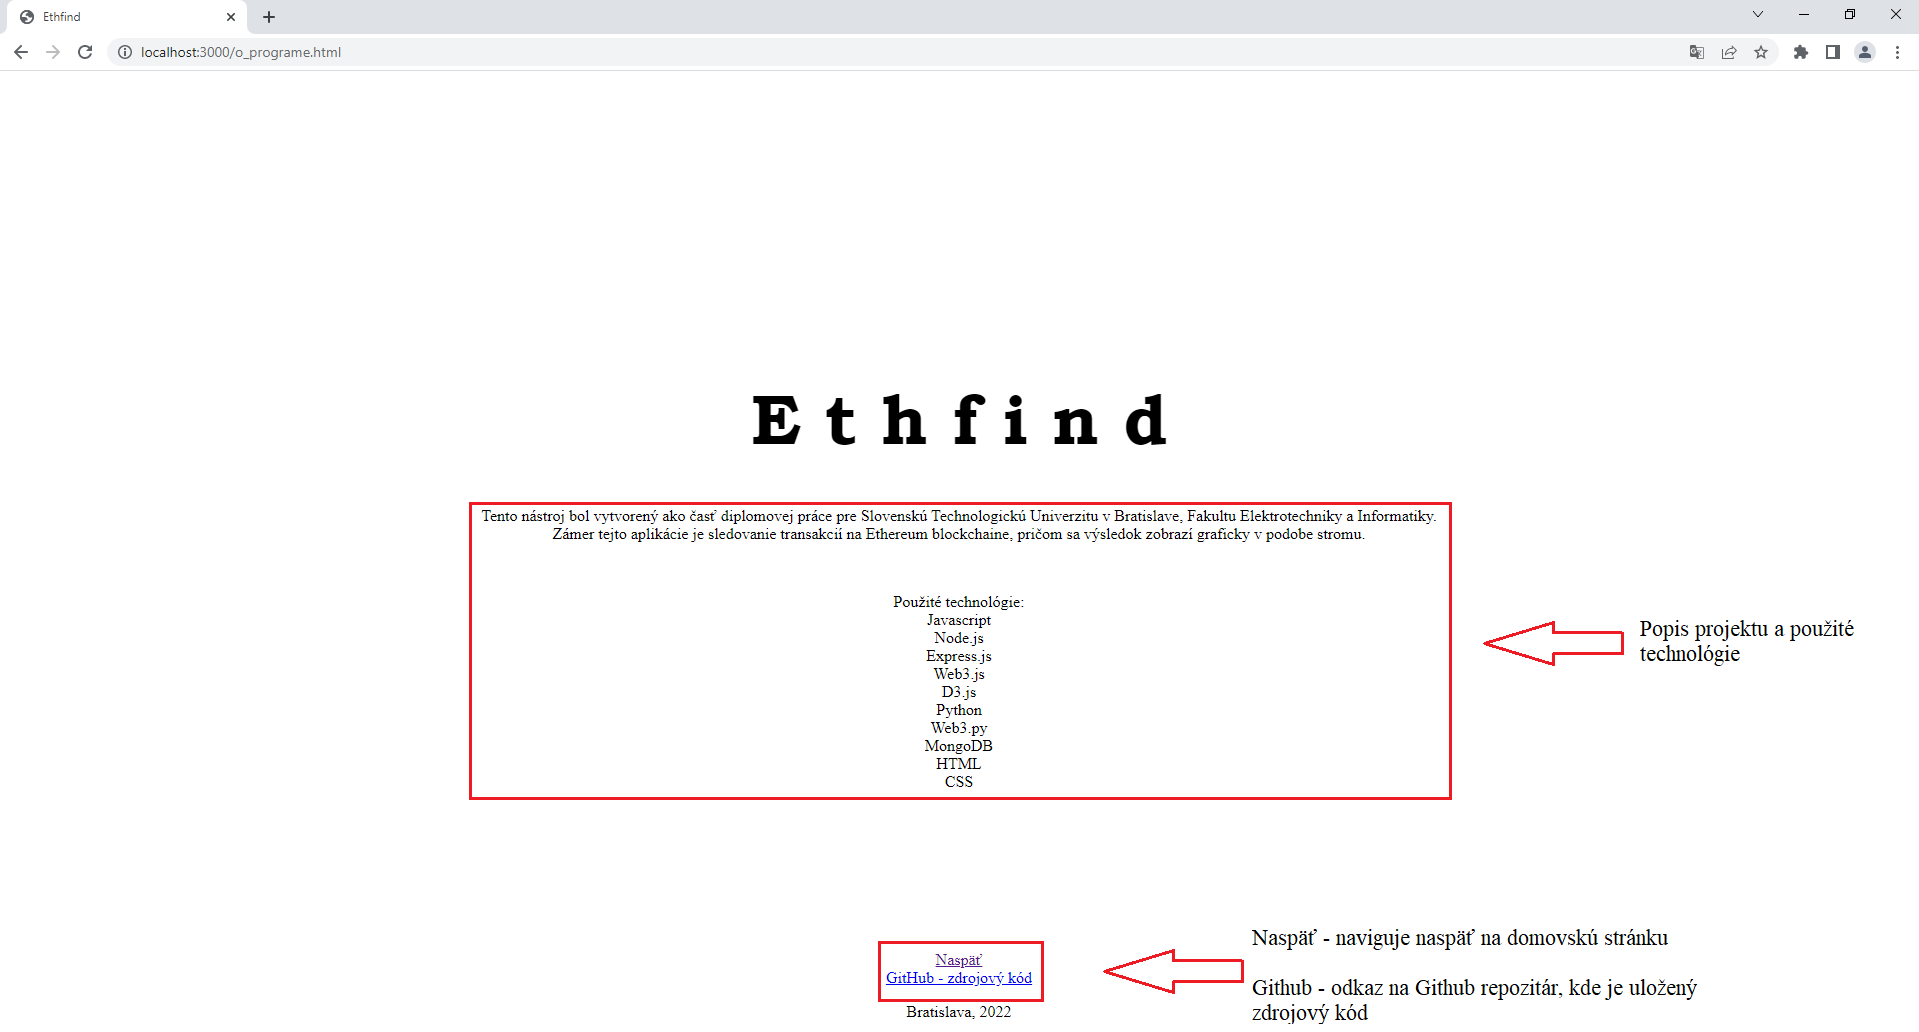 Ethfind
localhost:3000/o_programe.html
E t h f i n d
Tento nástroj bol vytvorený ako časť diplomovej práce pre Slovenskú Technologickú Univerzitu v Bratislave, Fakultu Elektrotechniky a Informatiky.
Zámer tejto aplikácie je sledovanie transakcií na Ethereum blockchaine, pričom sa výsledok zobrazí graficky v podobe stromu.
Použité technológie:
Javascript
Node.js
Express.js
Web3.js
D3.js
Python
Web3.py
MongoDB
HTML
CSS
Popis projektu a použité
technológie
Naspäť
GitHub - zdrojový kód
Bratislava, 2022
Naspäť - naviguje naspäť na domovskú stránku
Github - odkaz na Github repozitár, kde je uložený
zdrojový kód